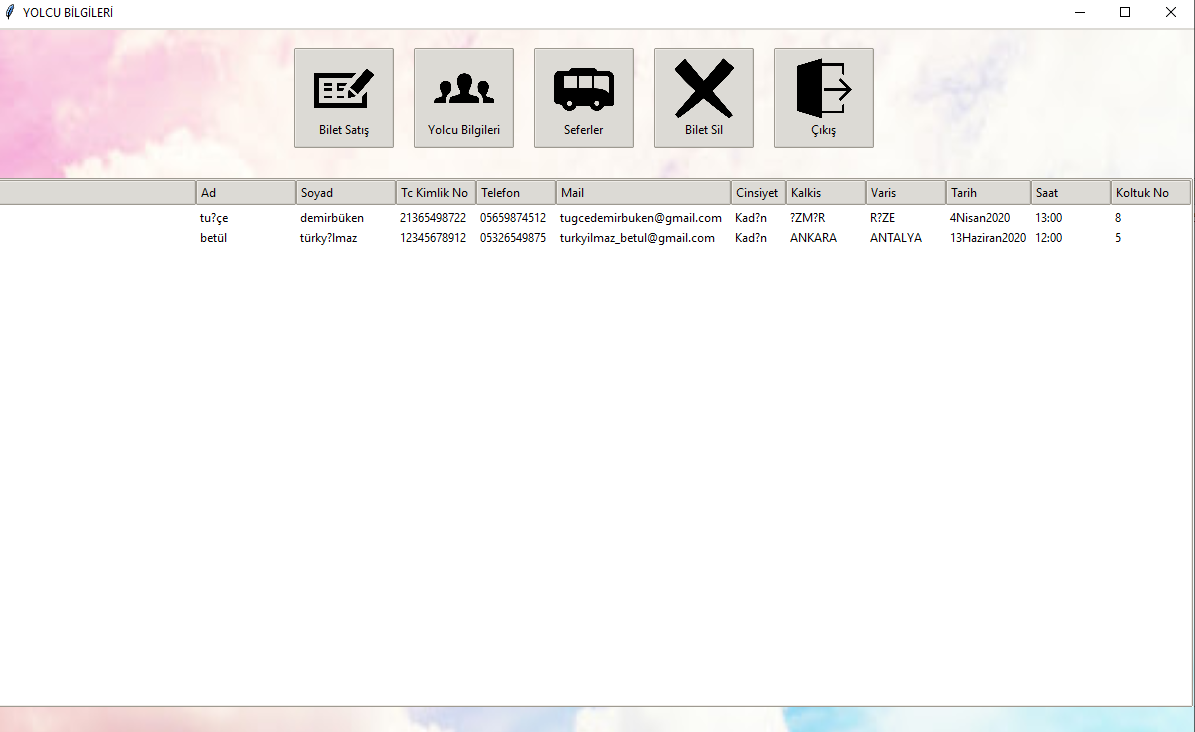 YOLCU BİLGİLERİ
Bilet Satış
Yolcu Bilgileri
Seferler
Bilet Sil
Çıkış
Ad Soyad Tc Kimlik No Telefon Mail Cinsiyet Kalkis Varis Tarih Saat Koltuk No
tu?çe demirbüken 21365498722 05659874512 tugcedemirbuken@gmail.com Kad?n ?ZM?R R?ZE 4Nisan2020 13:00 8
betül türky?lmaz 12345678912 05326549875 turkyilmaz_betul@gmail.com Kad?n ANKARA ANTALYA 13Haziran2020 12:00 5